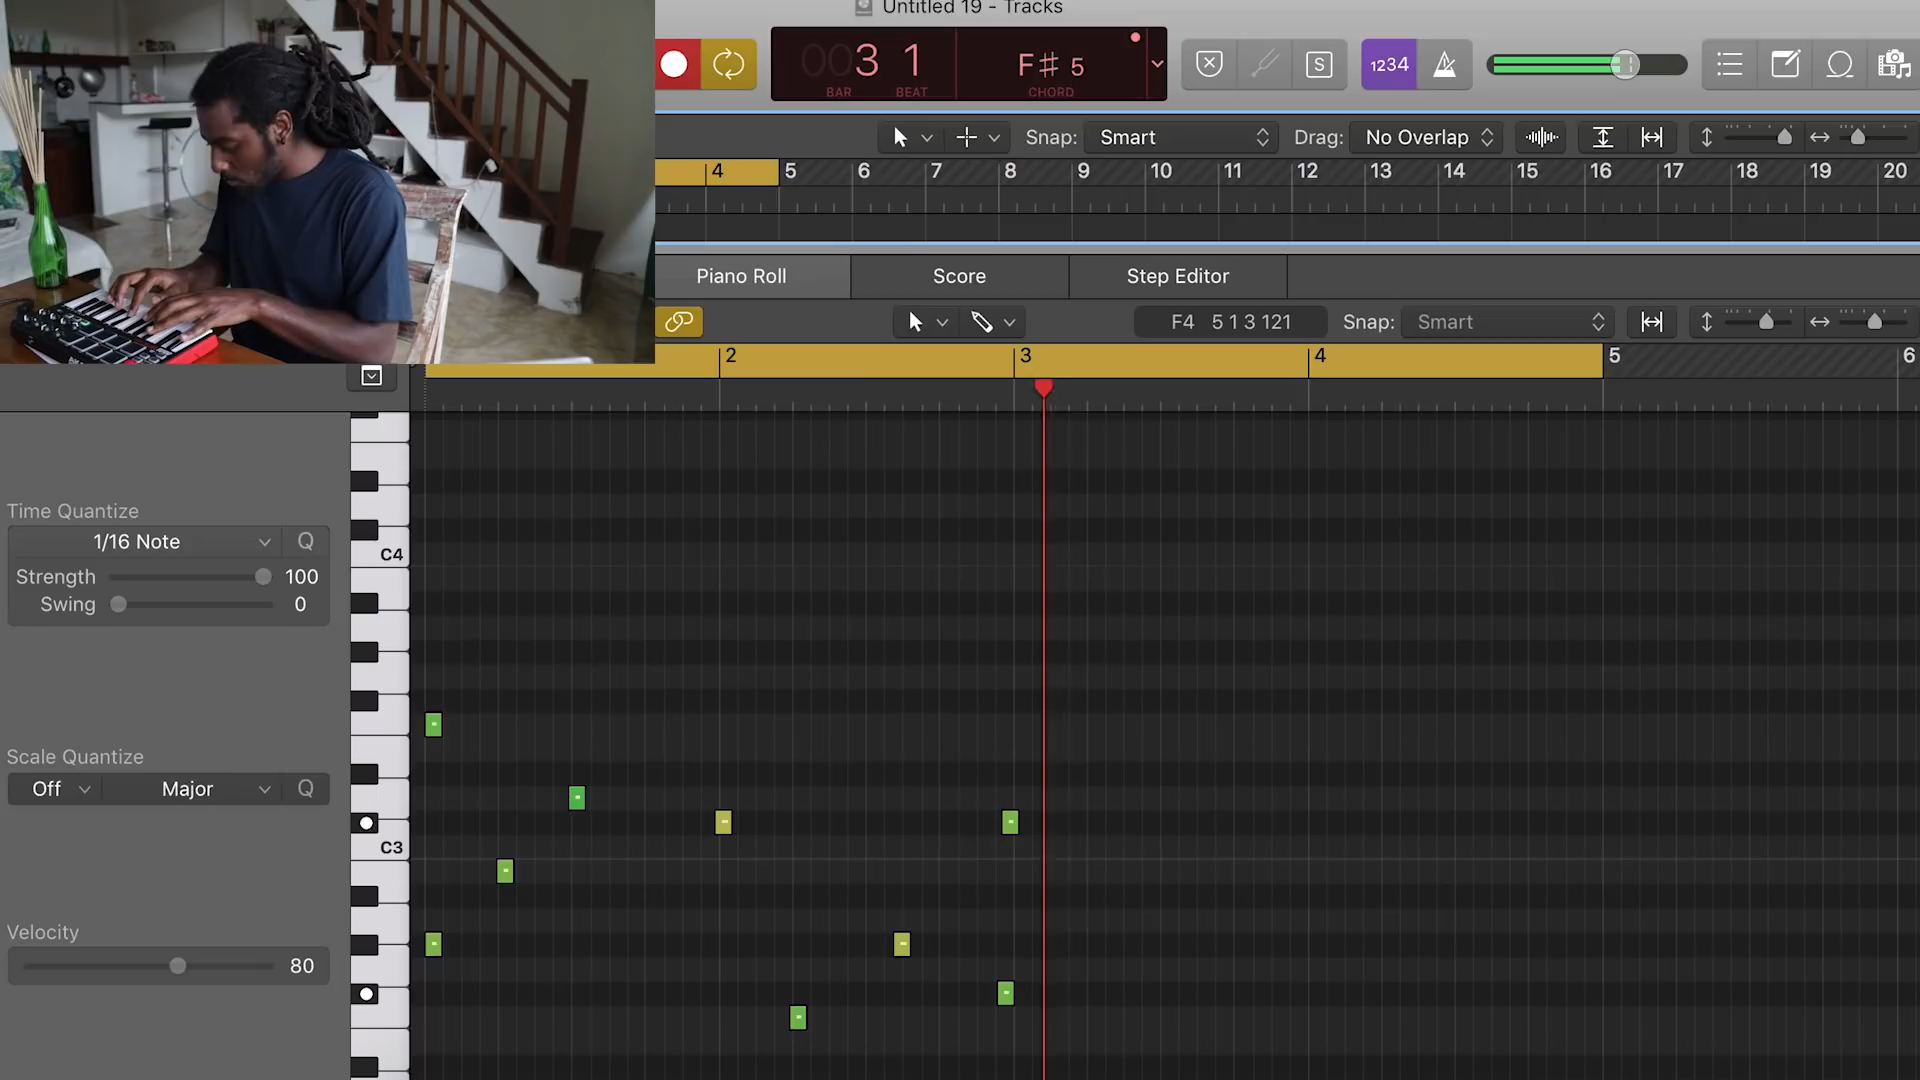 Untitled 19 - Tracks
003 1
BAR BEAT
F♯ 5
CHORD
S
1234
Snap: Smart
Drag: No Overlap
4 5 6 7 8 9 10 11 12 13 14 15 16 17 18 19 20
Piano Roll
Score
Step Editor
F4 5 1 3 121
Snap: Smart
2 3 4 5 6
Time Quantize
1/16 Note Q
Strength 100
Swing 0
Scale Quantize
Off Major Q
Velocity
80
C4
C3